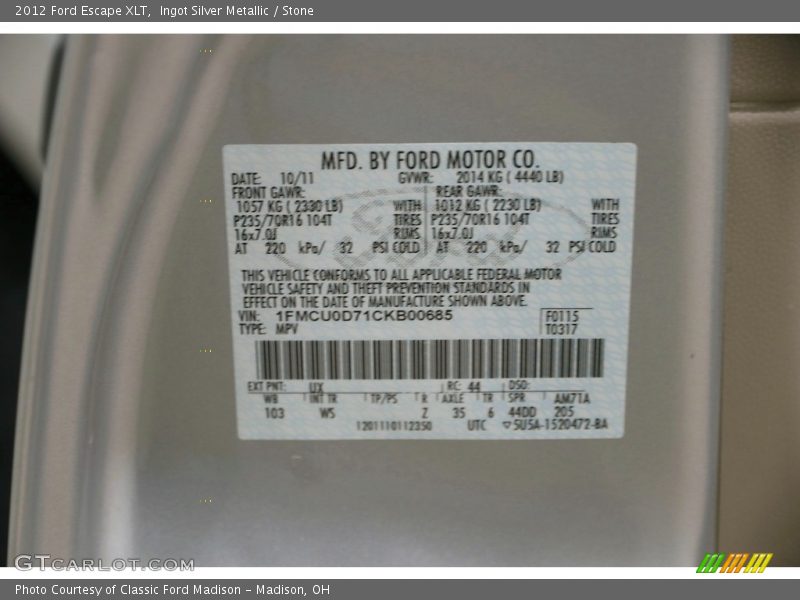 2012 Ford Escape XLT, Ingot Silver Metallic / Stone
MFD. BY FORD MOTOR CO.
DATE: 10/11 GVWR: 2014 KG ( 4440 LB)
FRONT GAWR: REAR GAWR:
1057 KG ( 2330 LB) WITH 1012 KG ( 2230 LB) WITH
P235/70R16 104T TIRES P235/70R16 104T TIRES
16x7.0J RIMS 16x7.0J RIMS
AT 220 kPa/ 32 PSI COLD AT 220 kPa/ 32 PSI COLD
THIS VEHICLE CONFORMS TO ALL APPLICABLE FEDERAL MOTOR
VEHICLE SAFETY AND THEFT PREVENTION STANDARDS IN
EFFECT ON THE DATE OF MANUFACTURE SHOWN ABOVE.
VIN: 1FMCU0D71CKB00685 F0115
TYPE: MPV T0317
EXT PNT: UX RC: 44 DSO:
WB INT TR TP/PS R AXLE TR SPR AM71A
103 WS Z 35 6 44DD 205
1201110112350 UTC ▽5U5A-1520472-BA
GTCARLOT.COM
Photo Courtesy of Classic Ford Madison - Madison, OH